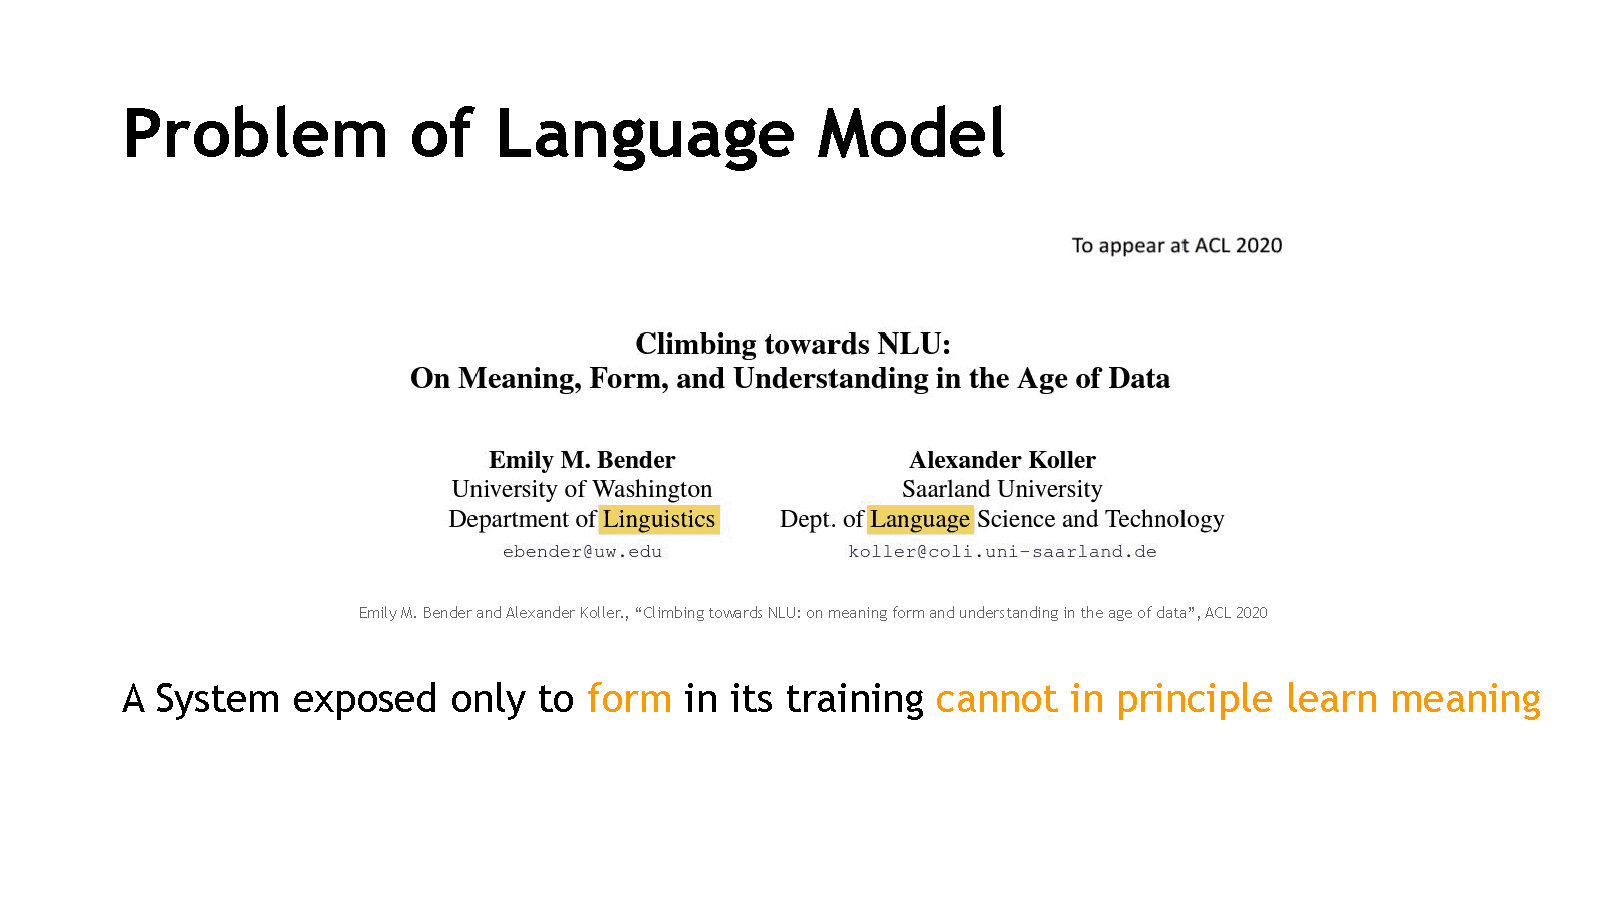 Problem of Language Model
To appear at ACL 2020
Climbing towards NLU:
On Meaning, Form, and Understanding in the Age of Data
Emily M. Bender
University of Washington
Department of Linguistics
ebender@uw.edu
Alexander Koller
Saarland University
Dept. of Language Science and Technology
koller@coli.uni-saarland.de
Emily M. Bender and Alexander Koller., “Climbing towards NLU: on meaning form and understanding in the age of data”, ACL 2020
A System exposed only to form in its training cannot in principle learn meaning